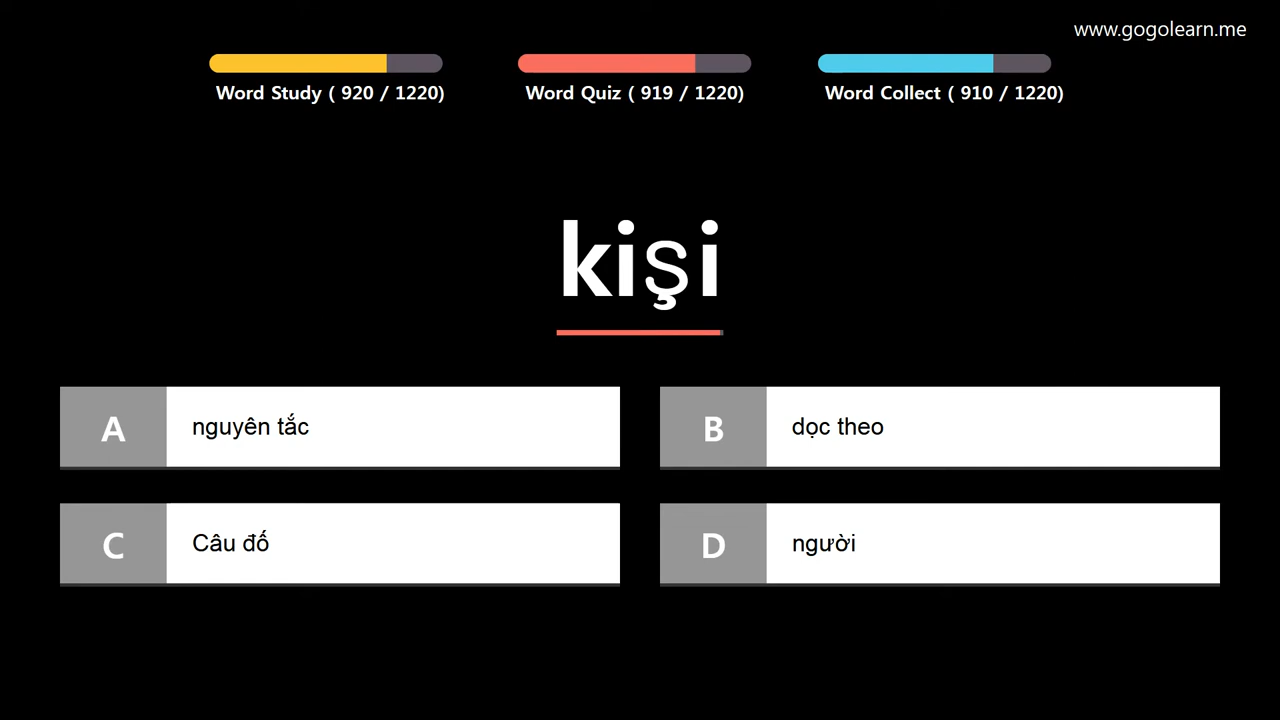 www.gogolearn.me
Word Study ( 920 / 1220)
Word Quiz ( 919 / 1220)
Word Collect ( 910 / 1220)
kişi
A
nguyên tắc
B
dọc theo
C
Câu đố
D
người